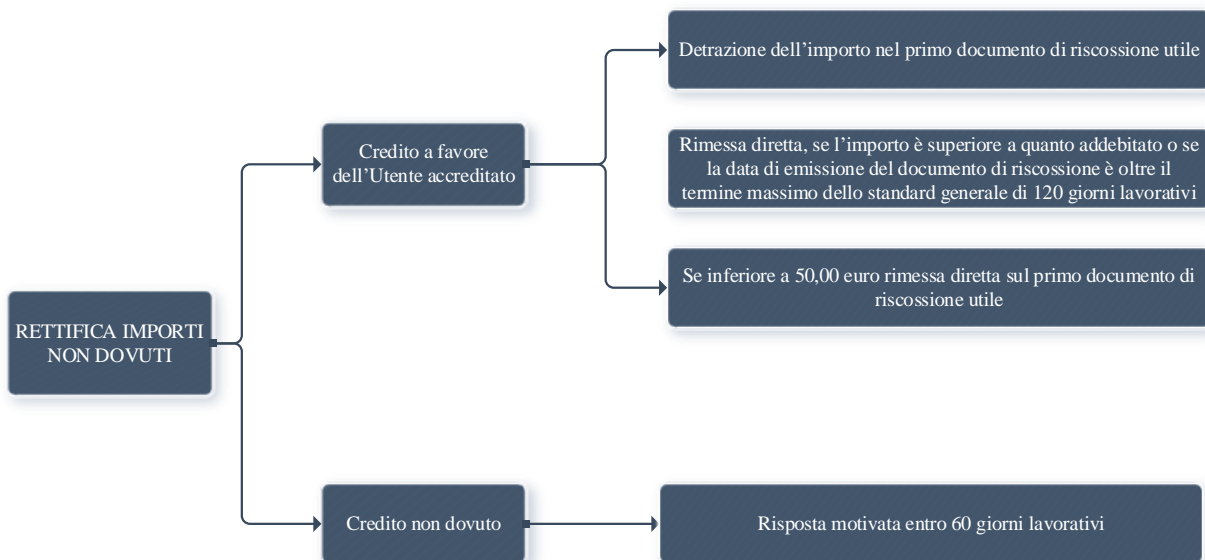 RETTIFICA IMPORTI
NON DOVUTI
Credito a favore
dell’Utente accreditato
Detrazione dell’importo nel primo documento di riscossione utile
Rimessa diretta, se l’importo è superiore a quanto addebitato o se
la data di emissione del documento di riscossione è oltre il
termine massimo dello standard generale di 120 giorni lavorativi
Se inferiore a 50,00 euro rimessa diretta sul primo documento di
riscossione utile
Credito non dovuto
Risposta motivata entro 60 giorni lavorativi